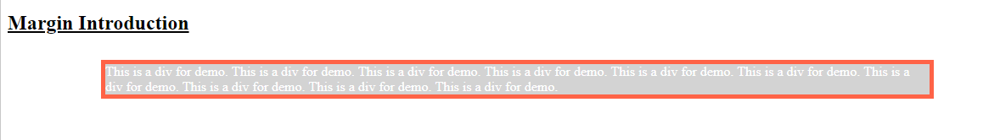 Margin Introduction
This is a div for demo. This is a div for demo. This is a div for demo. This is a div for demo. This is a div for demo. This is a div for demo. This is a
div for demo. This is a div for demo. This is a div for demo. This is a div for demo.